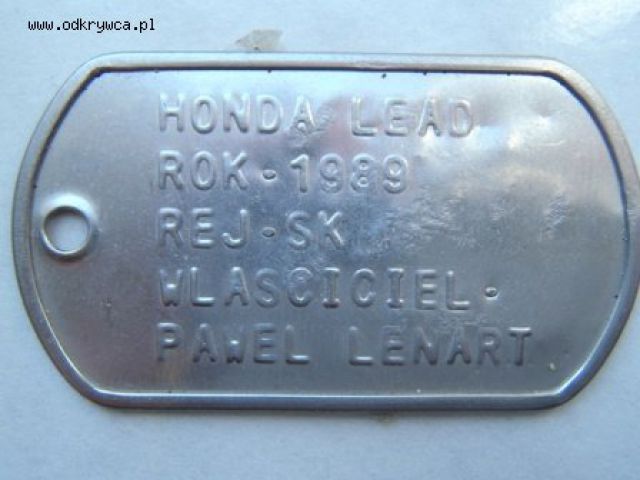 www.odkrywca.pl
HONDA LEAD
ROK-1989
REJ-SK
WLASCICIEL-
PAWEL LENART